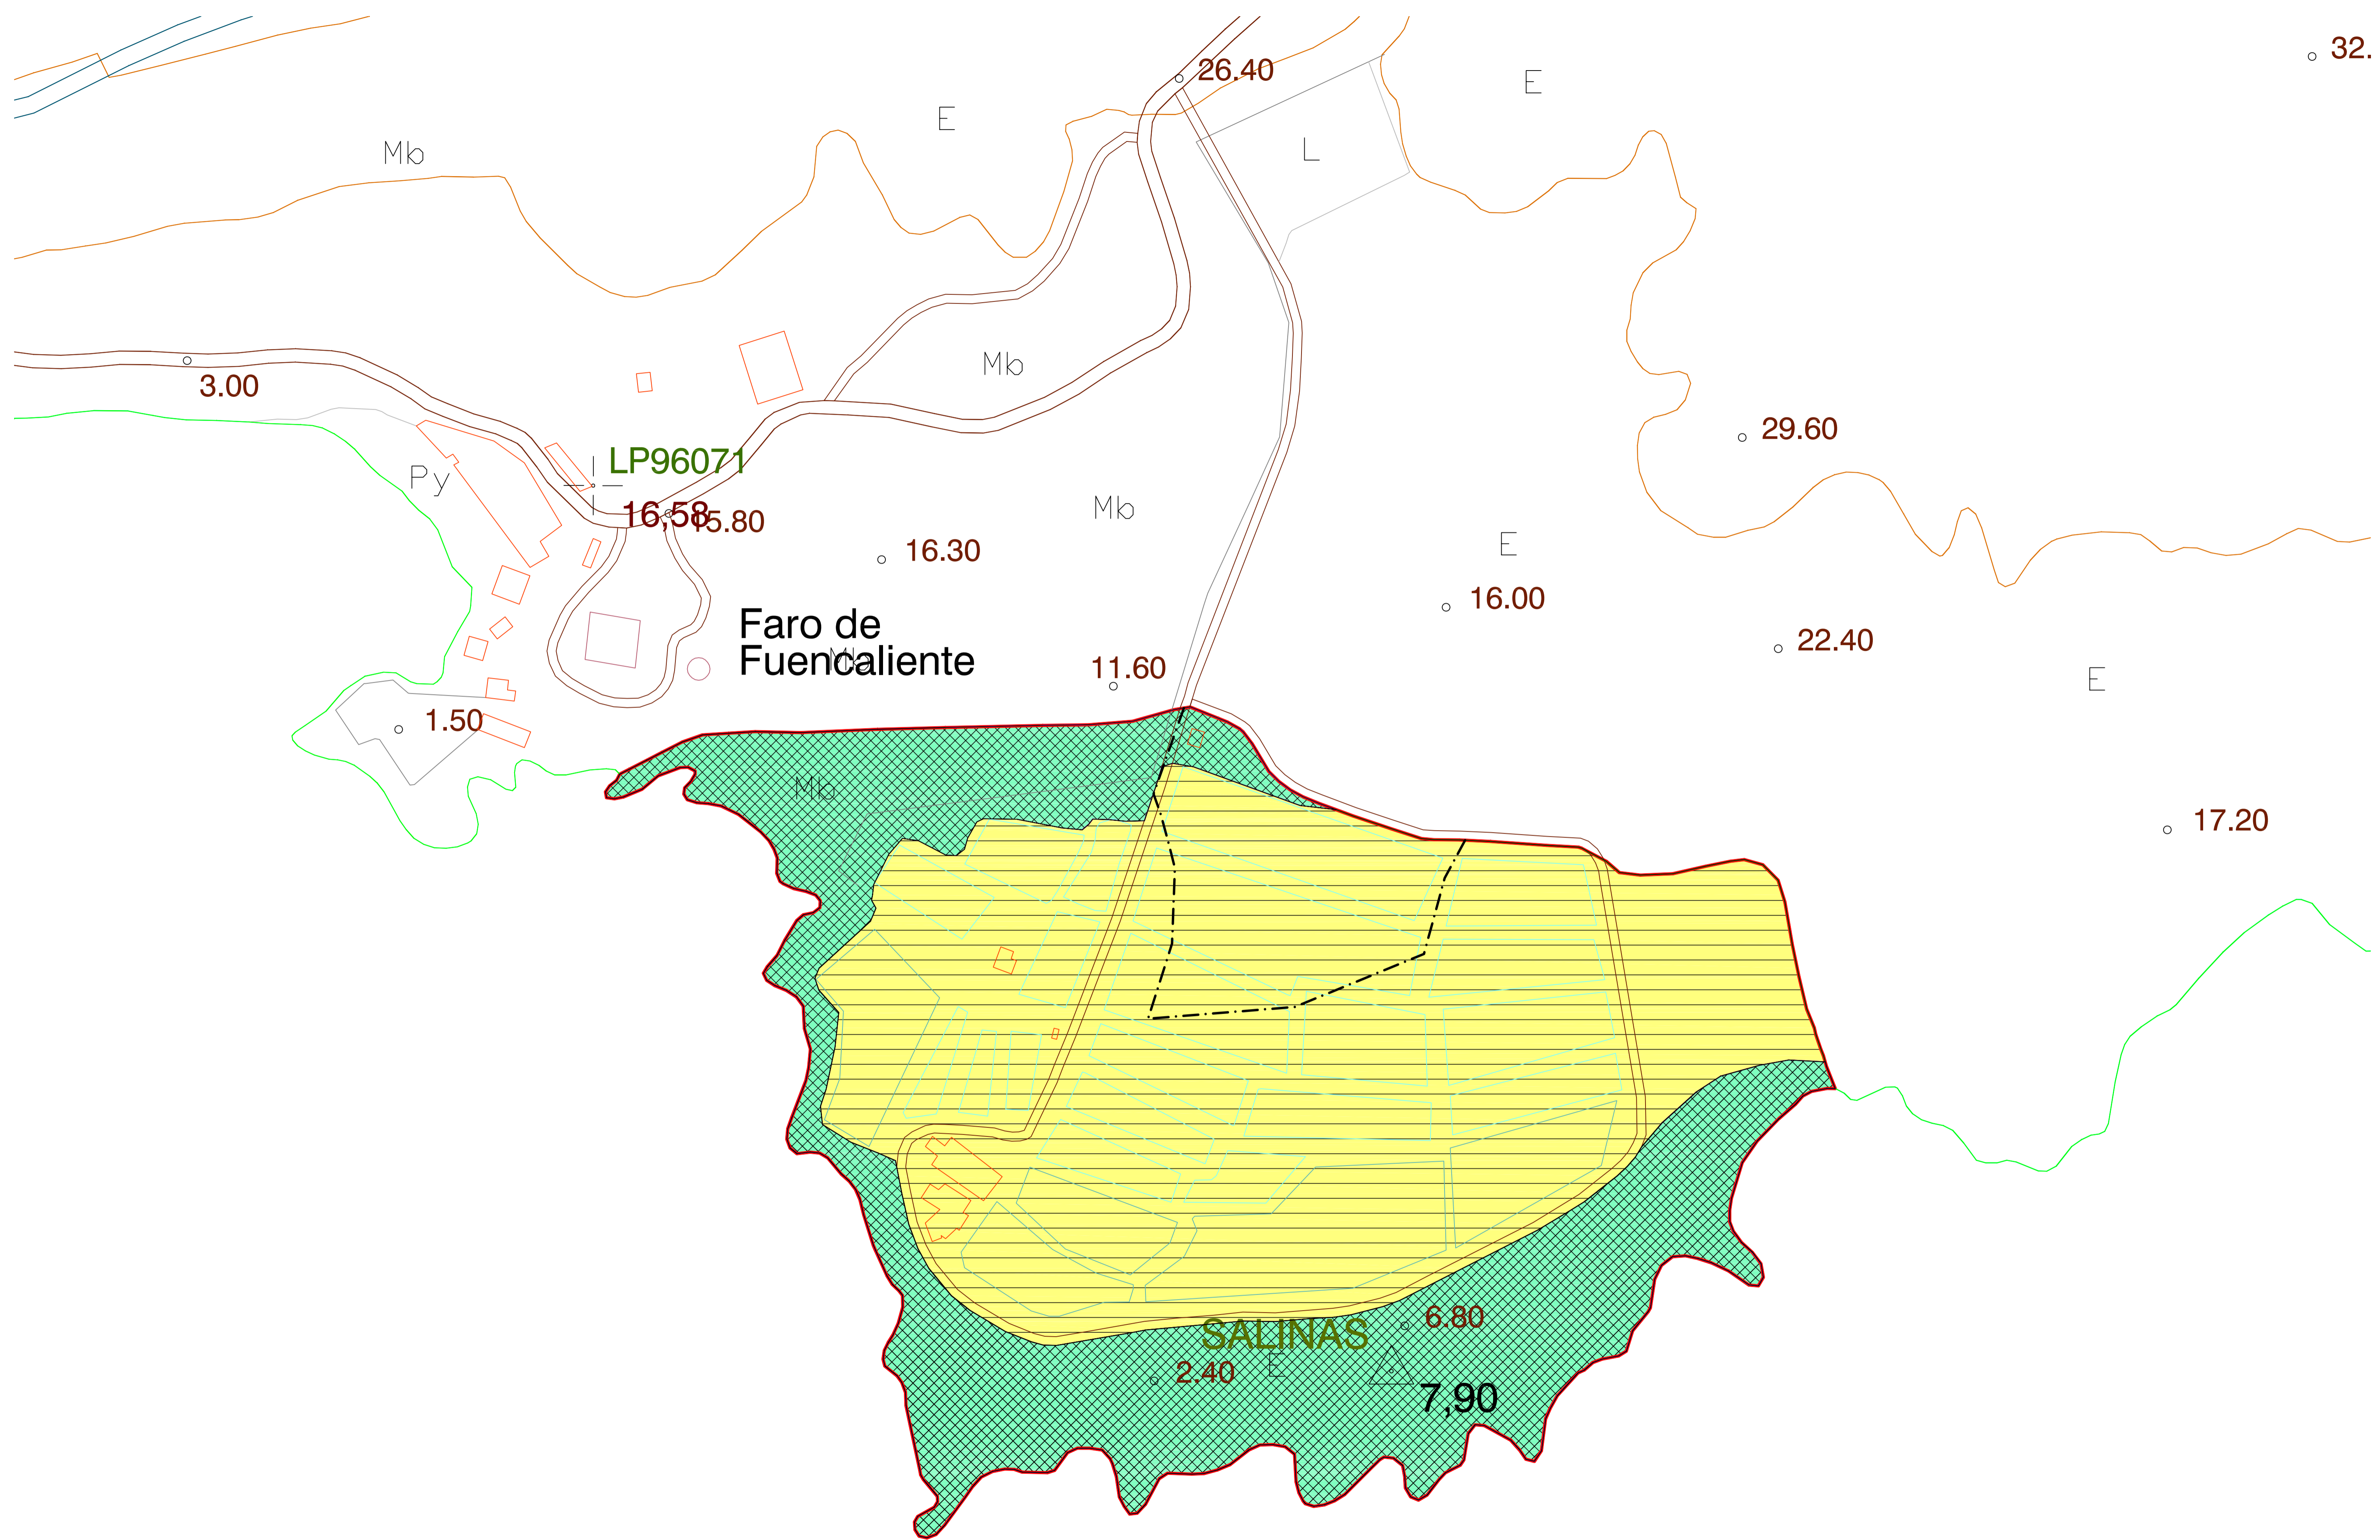 32.
26.40
E
E
Mb
L
Mb
3.00
29.60
LP96071
Py
Mb
16,58
15.80
E
16.30
16.00
Faro de
Fuencaliente
Mb
22.40
11.60
E
1.50
Mb
17.20
6.80
SALINAS
E
2.40
7,90